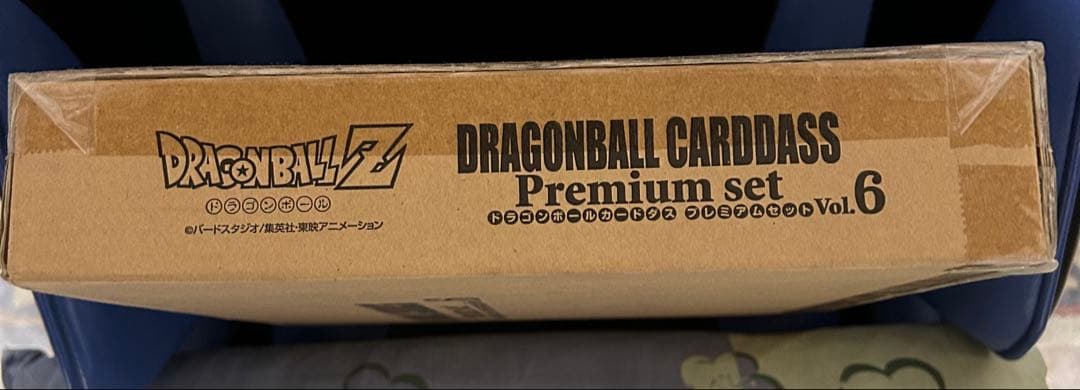 DRAGONBALL Z
ドラゴンボール
©バードスタジオ/集英社・東映アニメーション
DRAGONBALL CARDDASS
Premium set
ドラゴンボールカードダス プレミアムセット Vol.6